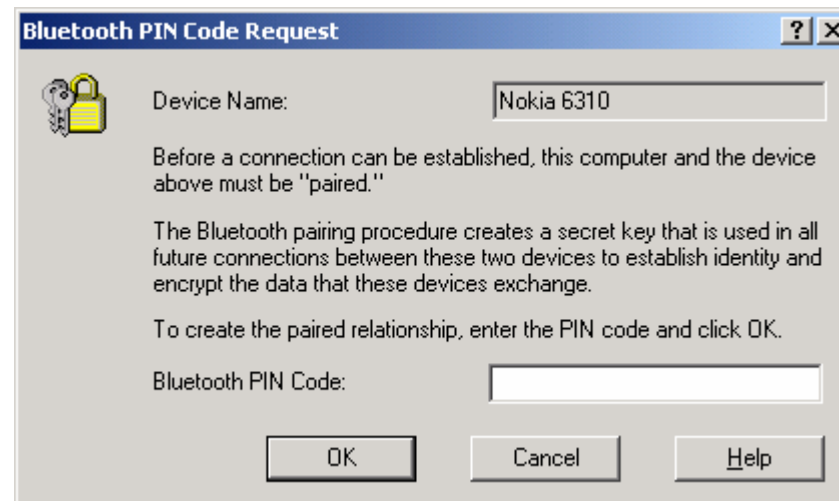 Bluetooth PIN Code Request
Device Name: Nokia 6310
Before a connection can be established, this computer and the device
above must be "paired."
The Bluetooth pairing procedure creates a secret key that is used in all
future connections between these two devices to establish identity and
encrypt the data that these devices exchange.
To create the paired relationship, enter the PIN code and click OK.
Bluetooth PIN Code:
OK Cancel Help